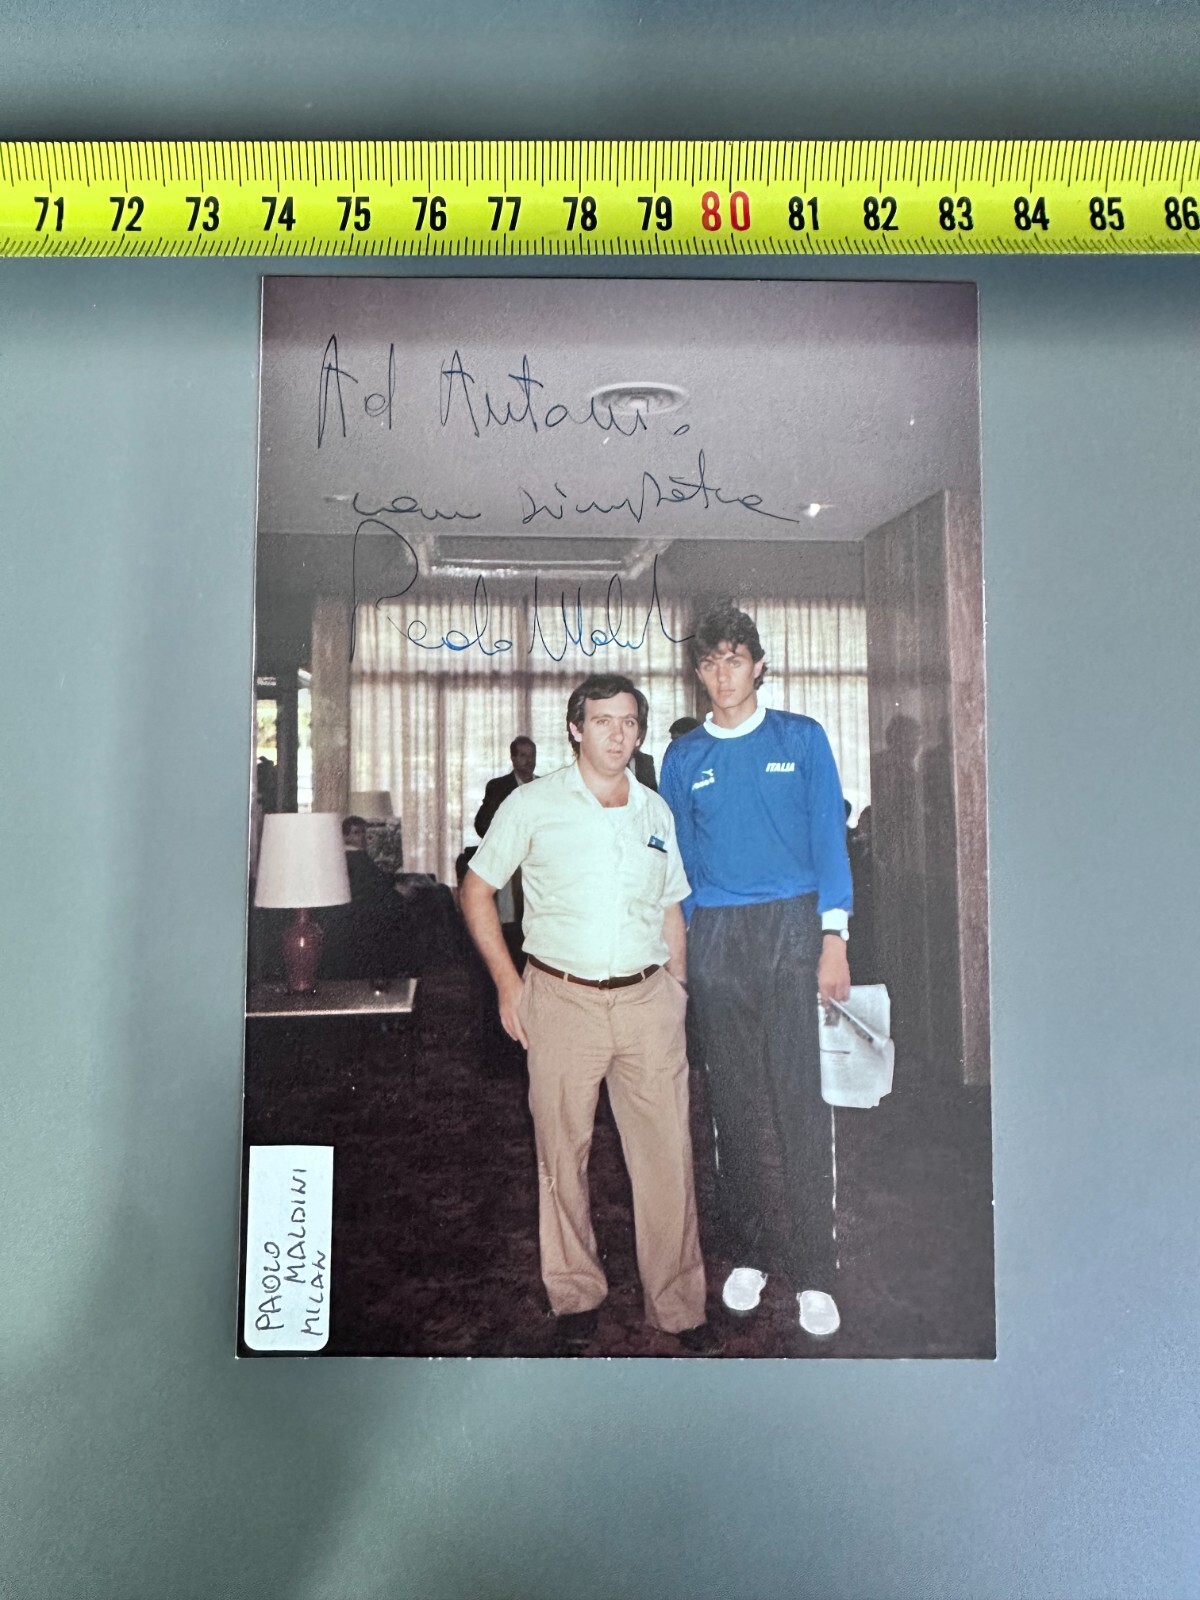 71 72 73 74 75 76 77 78 79 80 81 82 83 84 85 86
Ad Antonio
con simpatia
Paolo Maldini
ITALIA
PAOLO
MALDINI
MILAN